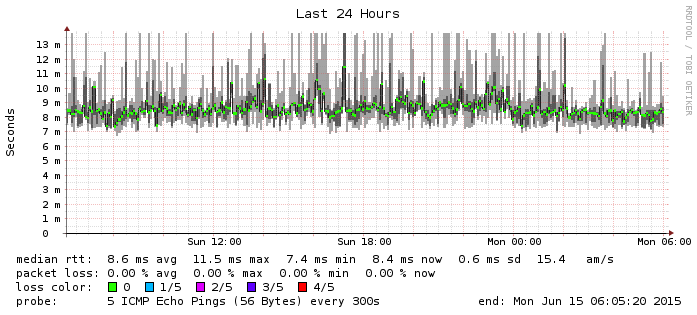 Last 24 Hours
RRDTOOL / TOBI OETIKER
Seconds
13 m
12 m
11 m
10 m
9 m
8 m
7 m
6 m
5 m
4 m
3 m
2 m
1 m
0
Sun 12:00 Sun 18:00 Mon 00:00 Mon 06:00
median rtt: 8.6 ms avg 11.5 ms max 7.4 ms min 8.4 ms now 0.6 ms sd 15.4 am/s
packet loss: 0.00 % avg 0.00 % max 0.00 % min 0.00 % now
loss color: 0 1/5 2/5 3/5 4/5
probe: 5 ICMP Echo Pings (56 Bytes) every 300s end: Mon Jun 15 06:05:20 2015